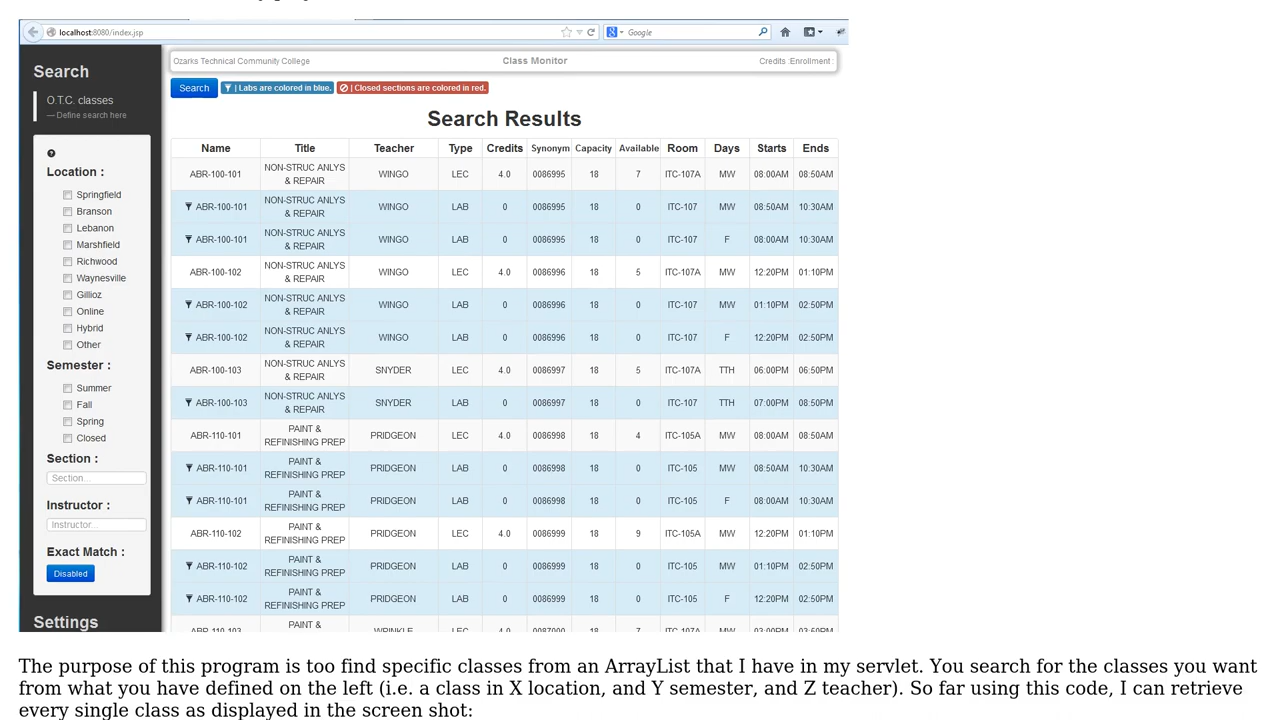 localhost:8080/index.jsp Google
Search
O.T.C. classes
— Define search here
Location :
Springfield
Branson
Lebanon
Marshfield
Richwood
Waynesville
Gillioz
Online
Hybrid
Other
Semester :
Summer
Fall
Spring
Closed
Section :
Section...
Instructor :
Instructor...
Exact Match :
Disabled
Settings
Ozarks Technical Community College Class Monitor Credits :Enrollment :
Search | Labs are colored in blue. | Closed sections are colored in red.
Search Results
Name Title Teacher Type Credits Synonym Capacity Available Room Days Starts Ends
ABR-100-101 NON-STRUC ANLYS & REPAIR WINGO LEC 4.0 0086995 18 7 ITC-107A MW 08:00AM 08:50AM
ABR-100-101 NON-STRUC ANLYS & REPAIR WINGO LAB 0 0086995 18 0 ITC-107 MW 08:50AM 10:30AM
ABR-100-101 NON-STRUC ANLYS & REPAIR WINGO LAB 0 0086995 18 0 ITC-107 F 08:00AM 10:30AM
ABR-100-102 NON-STRUC ANLYS & REPAIR WINGO LEC 4.0 0086996 18 5 ITC-107A MW 12:20PM 01:10PM
ABR-100-102 NON-STRUC ANLYS & REPAIR WINGO LAB 0 0086996 18 0 ITC-107 MW 01:10PM 02:50PM
ABR-100-102 NON-STRUC ANLYS & REPAIR WINGO LAB 0 0086996 18 0 ITC-107 F 12:20PM 02:50PM
ABR-100-103 NON-STRUC ANLYS & REPAIR SNYDER LEC 4.0 0086997 18 5 ITC-107A TTH 06:00PM 06:50PM
ABR-100-103 NON-STRUC ANLYS & REPAIR SNYDER LAB 0 0086997 18 0 ITC-107 TTH 07:00PM 08:50PM
ABR-110-101 PAINT & REFINISHING PREP PRIDGEON LEC 4.0 0086998 18 4 ITC-105A MW 08:00AM 08:50AM
ABR-110-101 PAINT & REFINISHING PREP PRIDGEON LAB 0 0086998 18 0 ITC-105 MW 08:50AM 10:30AM
ABR-110-101 PAINT & REFINISHING PREP PRIDGEON LAB 0 0086998 18 0 ITC-105 F 08:00AM 10:30AM
ABR-110-102 PAINT & REFINISHING PREP PRIDGEON LEC 4.0 0086999 18 9 ITC-105A MW 12:20PM 01:10PM
ABR-110-102 PAINT & REFINISHING PREP PRIDGEON LAB 0 0086999 18 0 ITC-105 MW 01:10PM 02:50PM
ABR-110-102 PAINT & REFINISHING PREP PRIDGEON LAB 0 0086999 18 0 ITC-105 F 12:20PM 02:50PM
ABR-110-103 PAINT & WRINKLE LEC 4.0 0087000 18 7 ITC-107A MW 03:00PM 03:50PM
The purpose of this program is too find specific classes from an ArrayList that I have in my servlet. You search for the classes you want
from what you have defined on the left (i.e. a class in X location, and Y semester, and Z teacher). So far using this code, I can retrieve
every single class as displayed in the screen shot: